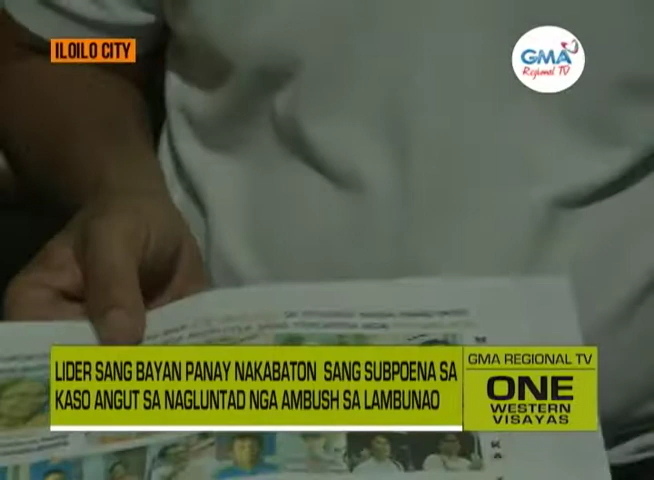 ILOILO CITY
GMA
Regional TV
LIDER SANG BAYAN PANAY NAKABATON SANG SUBPOENA SA
KASO ANGUT SA NAGLUNTAD NGA AMBUSH SA LAMBUNAO
GMA REGIONAL TV
ONE
WESTERN
VISAYAS